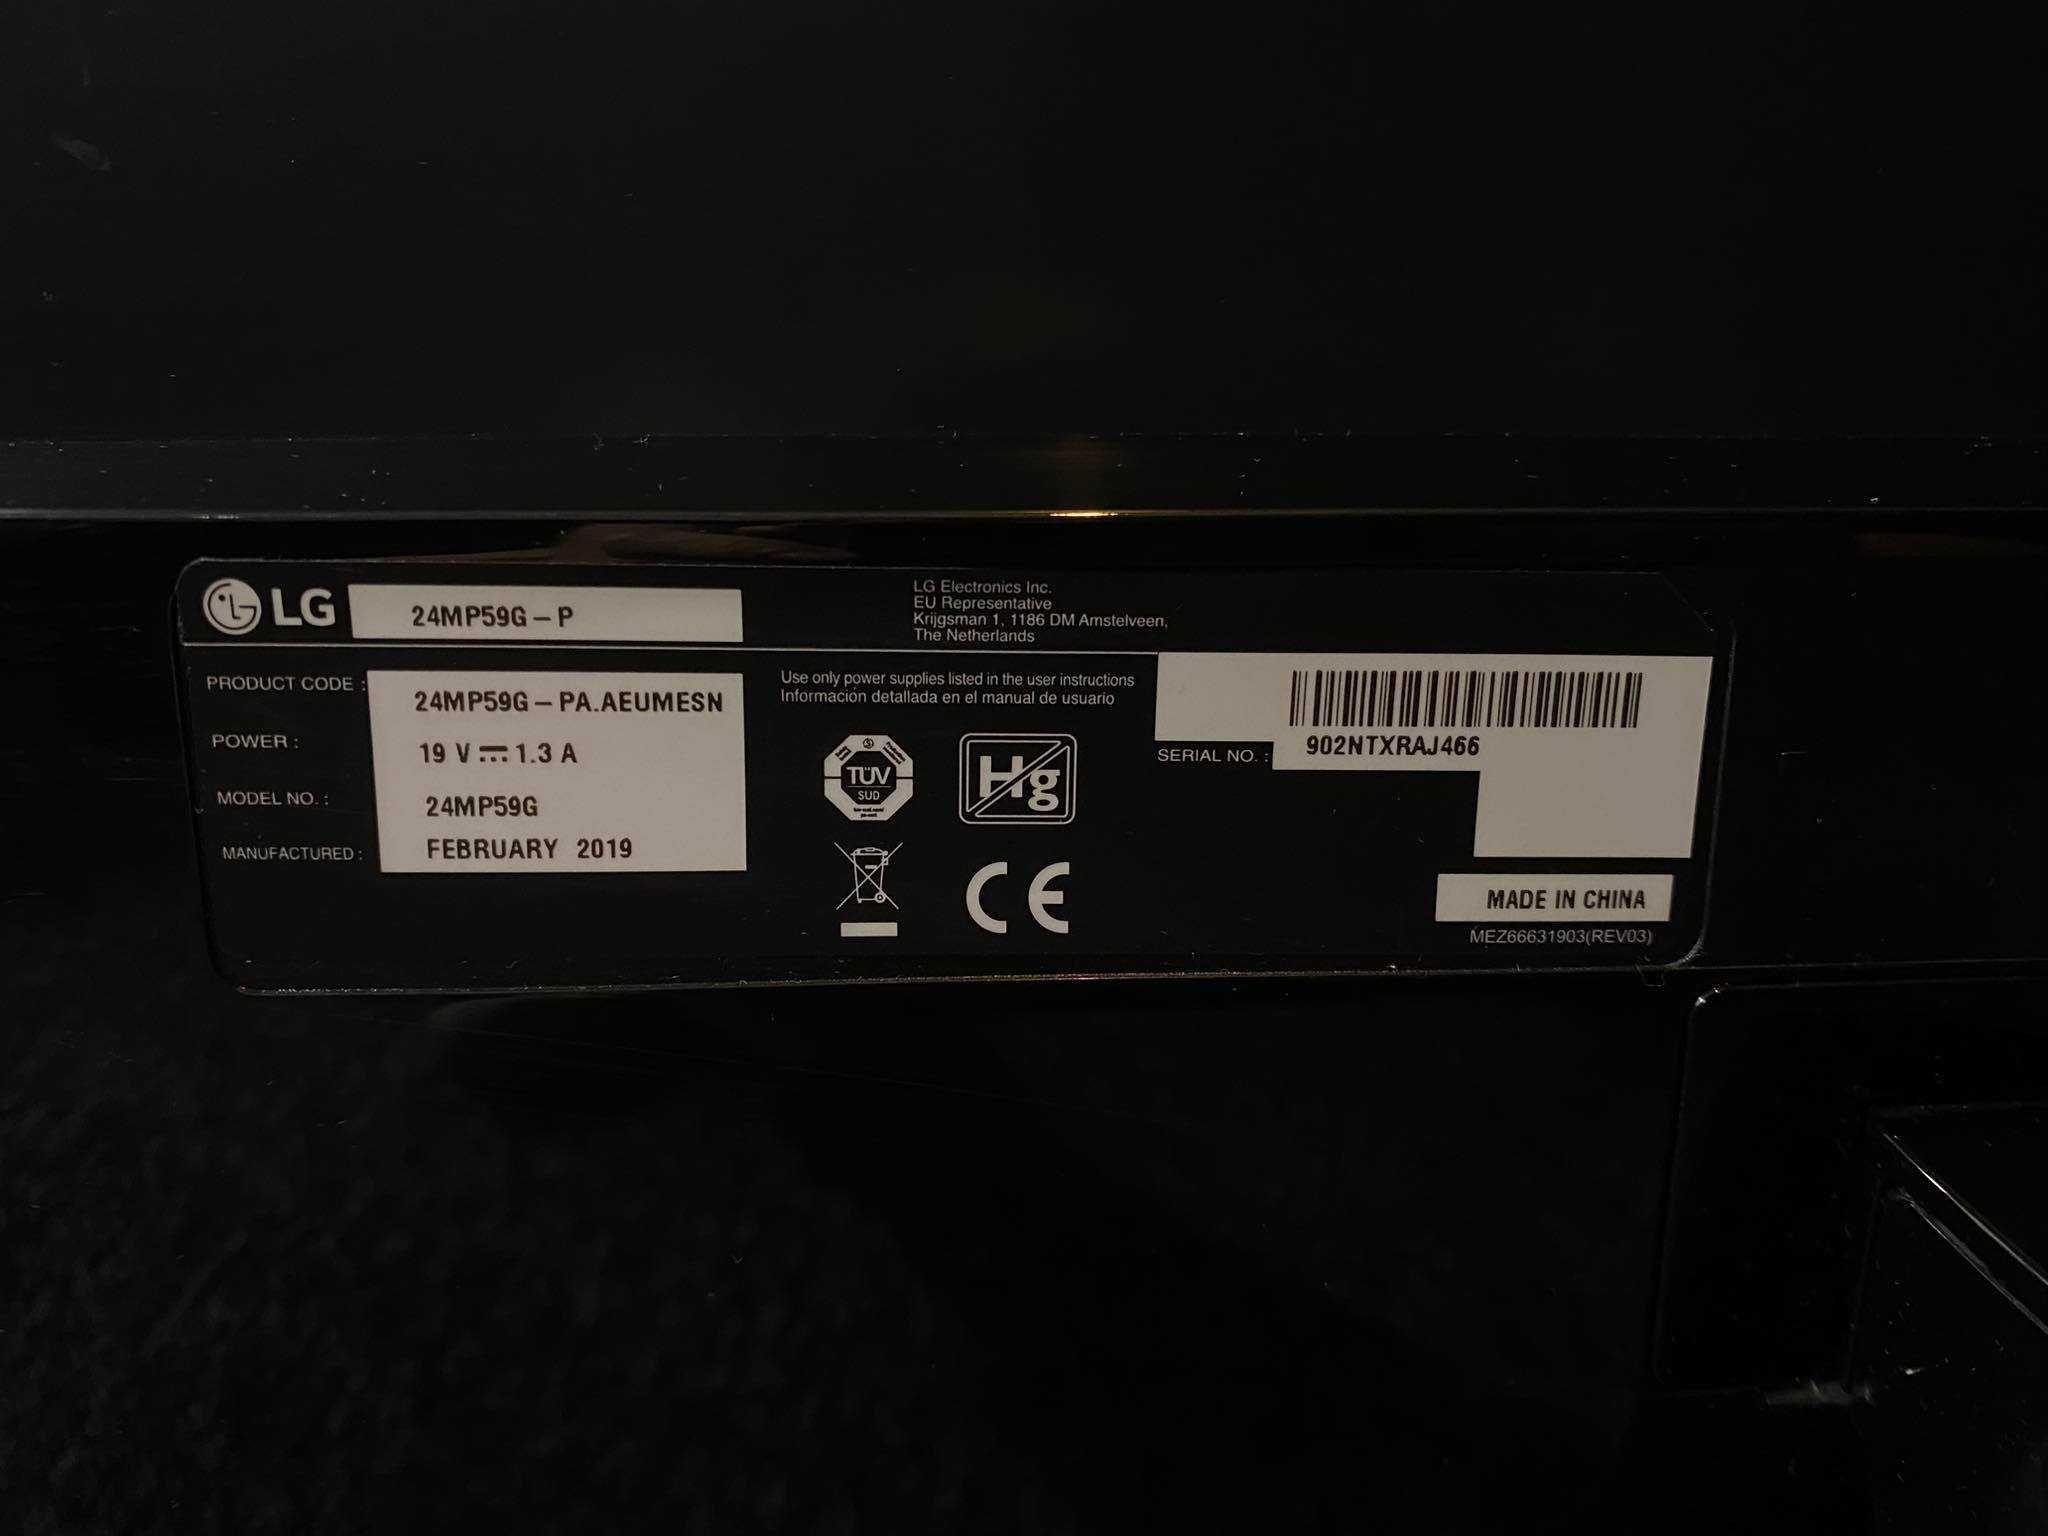 LG 24MP59G-P
LG Electronics Inc.
EU Representative
Krijgsman 1, 1186 DM Amstelveen,
The Netherlands
PRODUCT CODE : 24MP59G-PA.AEUMESN
POWER : 19 V 1.3 A
MODEL NO. : 24MP59G
MANUFACTURED : FEBRUARY 2019
Use only power supplies listed in the user instructions
Información detallada en el manual de usuario
TÜV
SUD
Hg
CE
SERIAL NO. : 902NTXRAJ466
MADE IN CHINA
MEZ66631903(REV03)